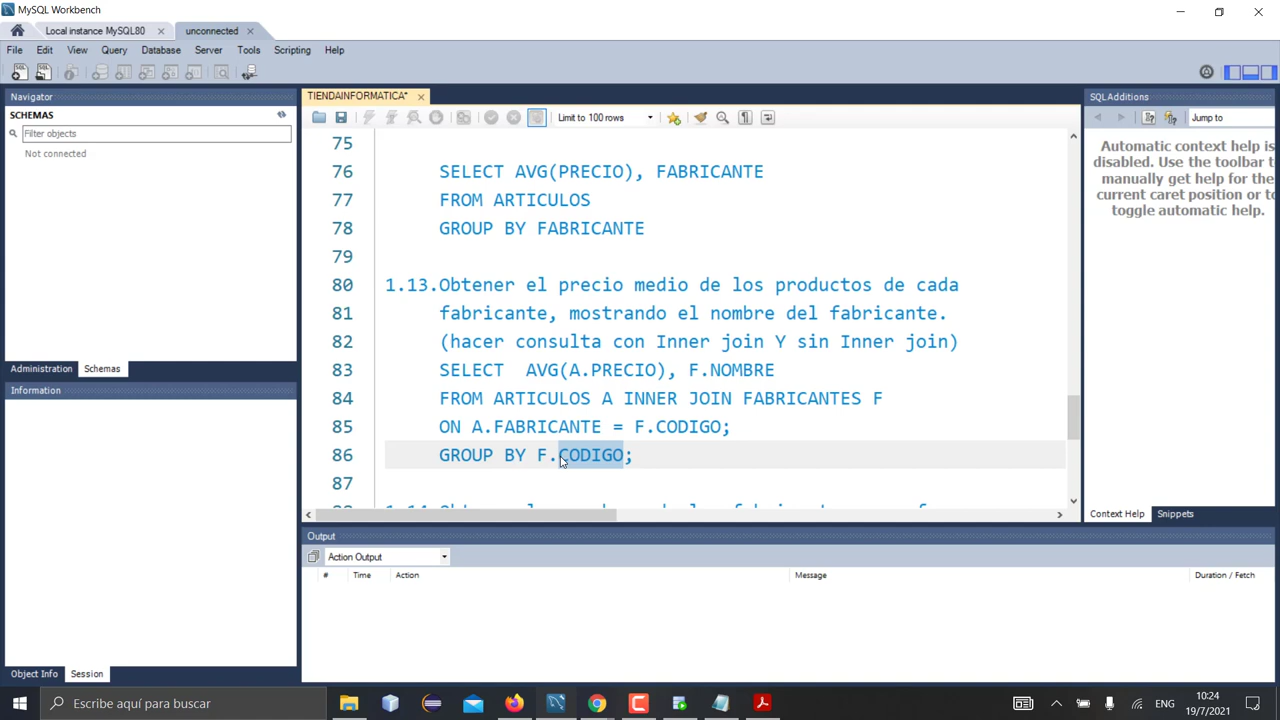 MySQL Workbench
Local instance MySQL80
unconnected
File Edit View Query Database Server Tools Scripting Help
Navigator
SCHEMAS
Filter objects
Not connected
Administration Schemas
Information
Object Info Session
TIENDAINFORMATICA*
Limit to 100 rows
75
76 SELECT AVG(PRECIO), FABRICANTE
77 FROM ARTICULOS
78 GROUP BY FABRICANTE
79
80 1.13.Obtener el precio medio de los productos de cada
81 fabricante, mostrando el nombre del fabricante.
82 (hacer consulta con Inner join Y sin Inner join)
83 SELECT AVG(A.PRECIO), F.NOMBRE
84 FROM ARTICULOS A INNER JOIN FABRICANTES F
85 ON A.FABRICANTE = F.CODIGO;
86 GROUP BY F.CODIGO;
87
SQLAdditions
Jump to
Automatic context help is
disabled. Use the toolbar t
manually get help for the
current caret position or to
toggle automatic help.
Context Help Snippets
Output
Action Output
# Time Action Message Duration / Fetch
Escribe aquí para buscar
ENG
10:24
19/7/2021